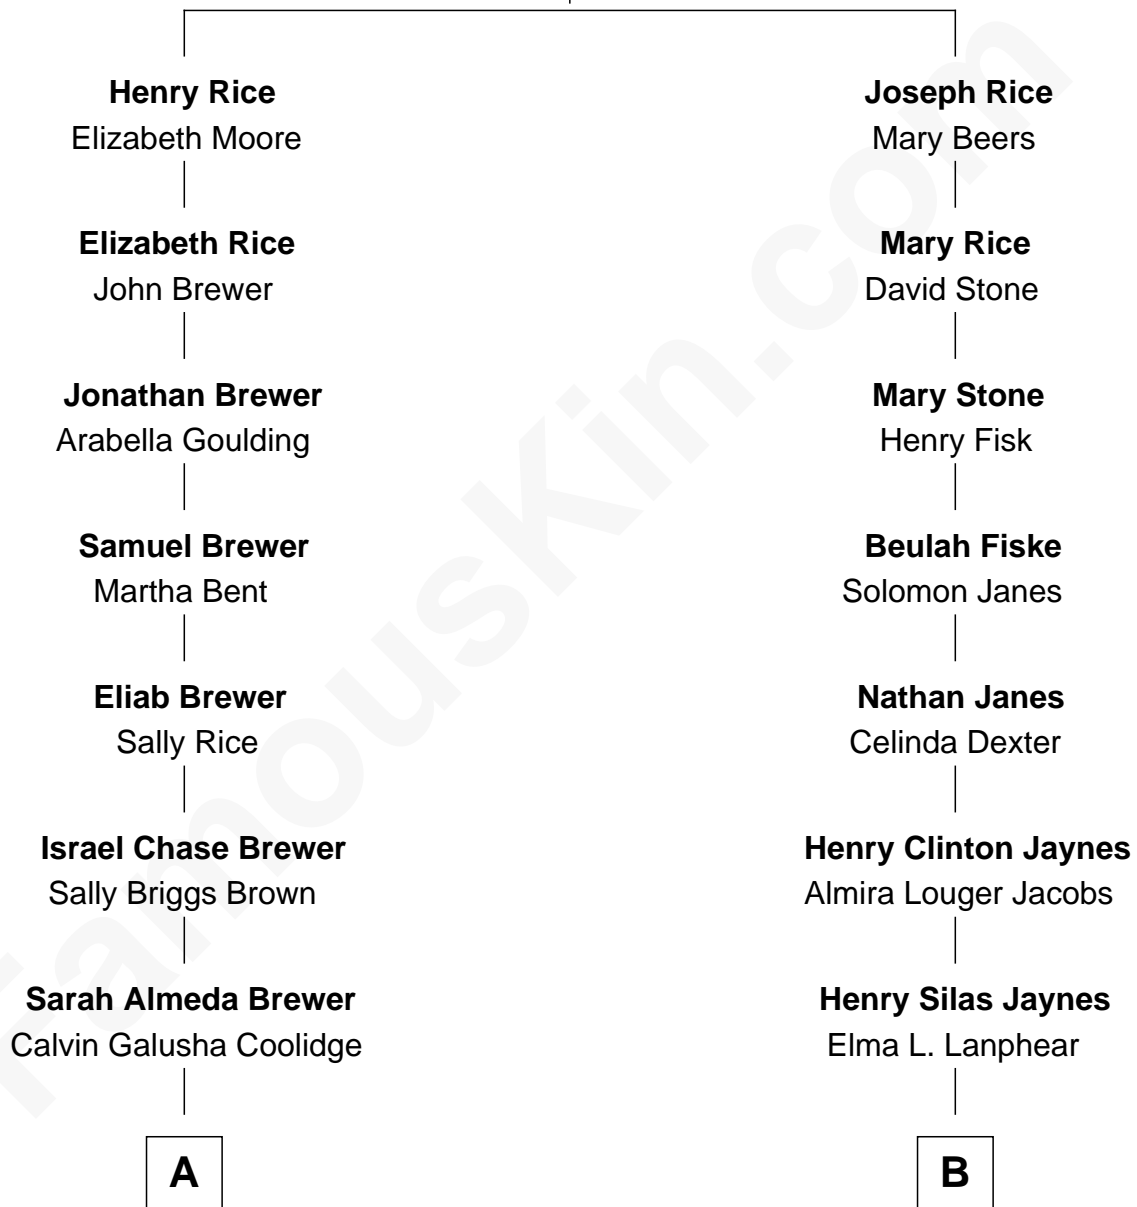 Henry Rice
Elizabeth Moore
Joseph Rice
Mary Beers
Elizabeth Rice
John Brewer
Mary Rice
David Stone
Jonathan Brewer
Arabella Goulding
Mary Stone
Henry Fisk
Samuel Brewer
Martha Bent
Beulah Fiske
Solomon Janes
Eliab Brewer
Sally Rice
Nathan Janes
Celinda Dexter
Israel Chase Brewer
Sally Briggs Brown
Henry Clinton Jaynes
Almira Louger Jacobs
Sarah Almeda Brewer
Calvin Galusha Coolidge
Henry Silas Jaynes
Elma L. Lanphear
A
B
FamousKin.com